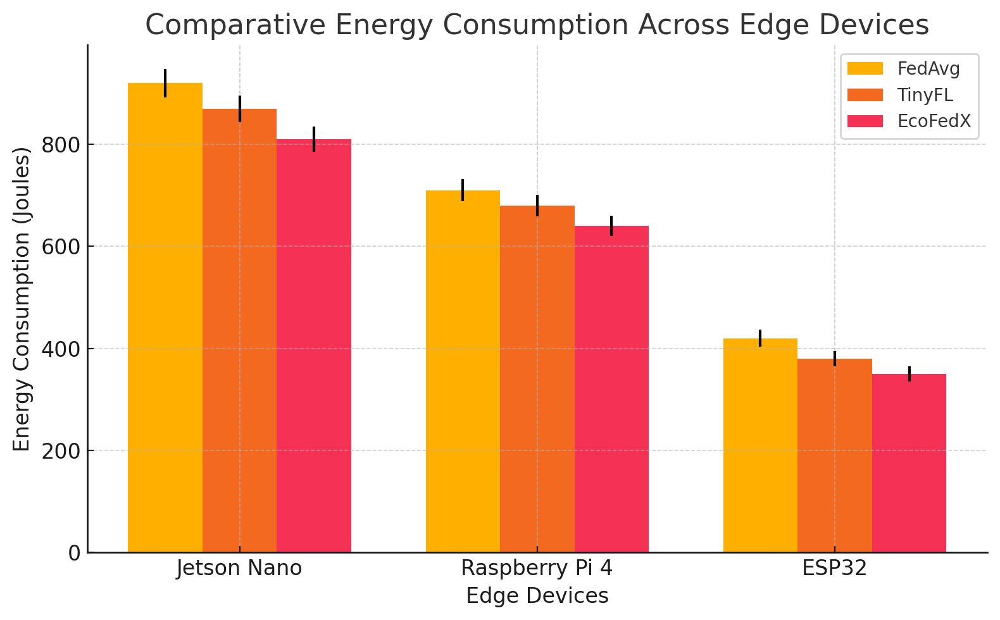 Comparative Energy Consumption Across Edge Devices
FedAvg
TinyFL
EcoFedX
Energy Consumption (Joules)
800
600
400
200
0
Jetson Nano
Raspberry Pi 4
ESP32
Edge Devices